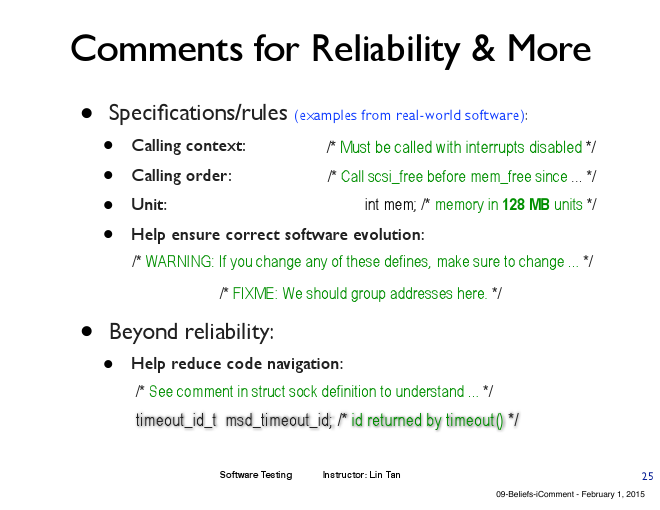 Comments for Reliability & More
● Specifications/rules (examples from real-world software):
● Calling context: /* Must be called with interrupts disabled */
● Calling order: /* Call scsi_free before mem_free since ... */
● Unit: int mem; /* memory in 128 MB units */
● Help ensure correct software evolution:
/* WARNING: If you change any of these defines, make sure to change ... */
/* FIXME: We should group addresses here. */
● Beyond reliability:
● Help reduce code navigation:
/* See comment in struct sock definition to understand ... */
timeout_id_t msd_timeout_id; /* id returned by timeout() */
Software Testing Instructor: Lin Tan 25
09-Beliefs-iComment - February 1, 2015